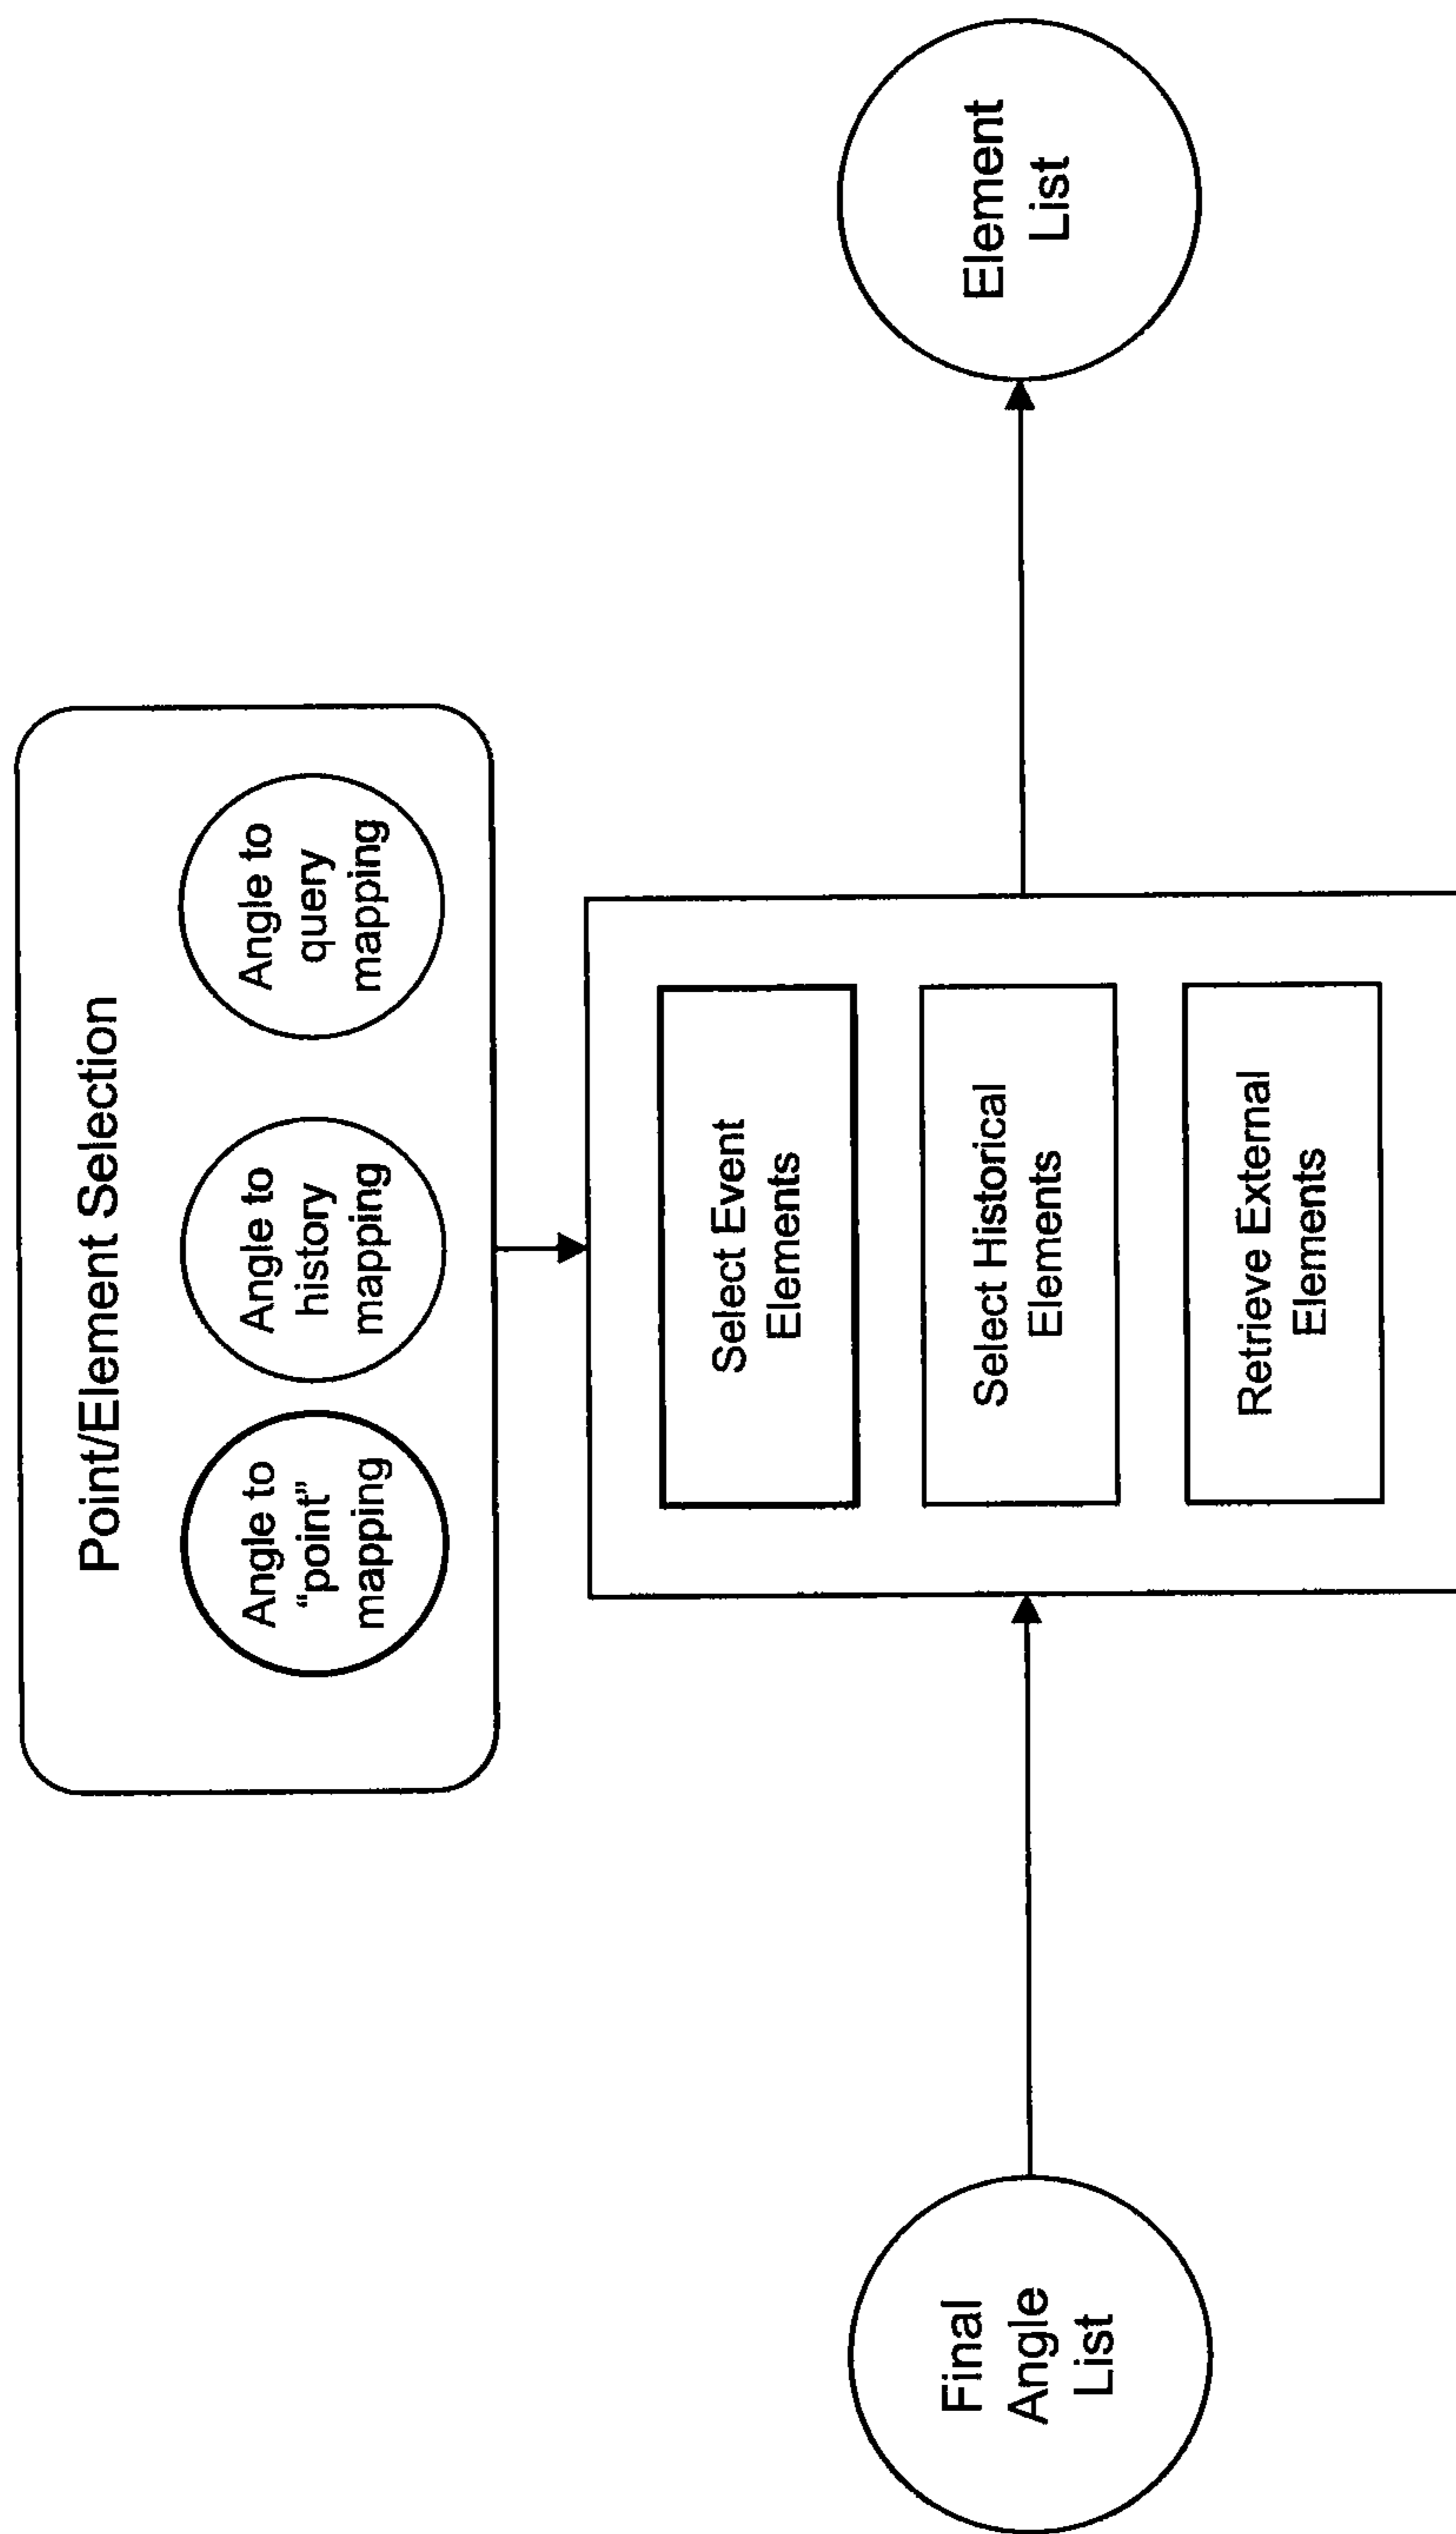 Point/Element Selection
Angle to
"point"
mapping
Angle to
history
mapping
Angle to
query
mapping
Select Event
Elements
Select Historical
Elements
Retrieve External
Elements
Final
Angle
List
Element
List